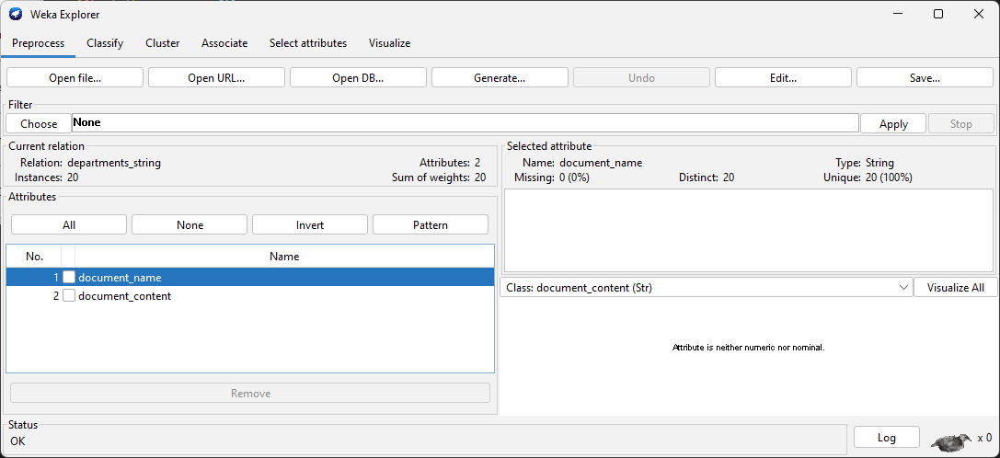 Weka Explorer
Preprocess Classify Cluster Associate Select attributes Visualize
Open file... Open URL... Open DB... Generate... Undo Edit... Save...
Filter
Choose None Apply Stop
Current relation
Relation: departments_string Attributes: 2
Instances: 20 Sum of weights: 20
Selected attribute
Name: document_name Type: String
Missing: 0 (0%) Distinct: 20 Unique: 20 (100%)
Attributes
All None Invert Pattern
No. Name
1 document_name
2 document_content
Remove
Class: document_content (Str) Visualize All
Attribute is neither numeric nor nominal.
Status
OK
Log x 0